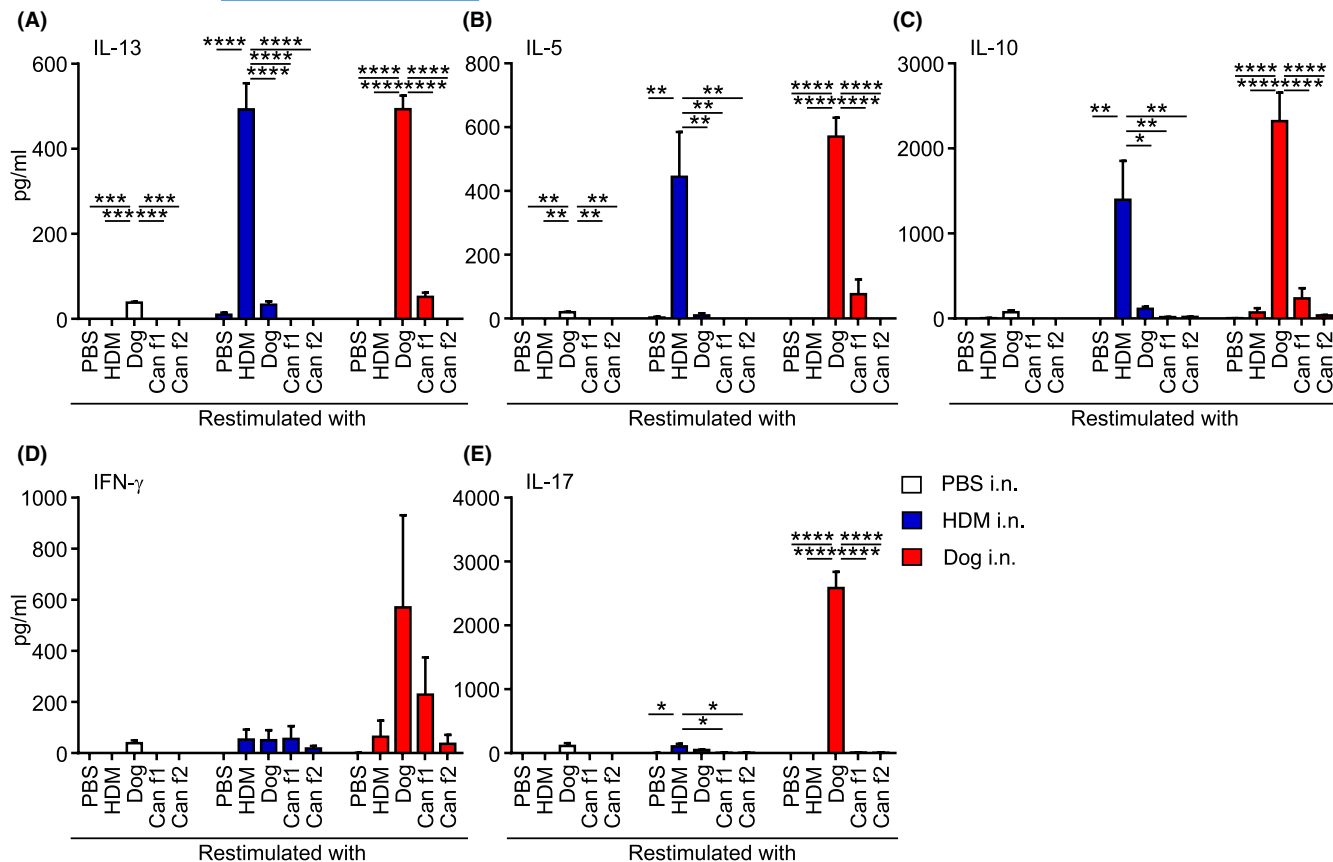 (A)
IL-13
**** ****
****
****
**** ****
********
*** ***
******
600
400
200
0
pg/ml
PBS HDM Dog Can f1 Can f2 PBS HDM Dog Can f1 Can f2 PBS HDM Dog Can f1 Can f2
Restimulated with
(B)
IL-5
** **
**
**
**** ****
********
** **
** **
800
600
400
200
0
PBS HDM Dog Can f1 Can f2 PBS HDM Dog Can f1 Can f2 PBS HDM Dog Can f1 Can f2
Restimulated with
(C)
IL-10
** **
**
*
**** ****
********
3000
2000
1000
0
PBS HDM Dog Can f1 Can f2 PBS HDM Dog Can f1 Can f2 PBS HDM Dog Can f1 Can f2
Restimulated with
(D)
IFN-γ
1000
800
600
400
200
0
pg/ml
PBS HDM Dog Can f1 Can f2 PBS HDM Dog Can f1 Can f2 PBS HDM Dog Can f1 Can f2
Restimulated with
(E)
IL-17
* *
*
**** ****
********
4000
3000
2000
1000
0
PBS HDM Dog Can f1 Can f2 PBS HDM Dog Can f1 Can f2 PBS HDM Dog Can f1 Can f2
Restimulated with
PBS i.n.
HDM i.n.
Dog i.n.